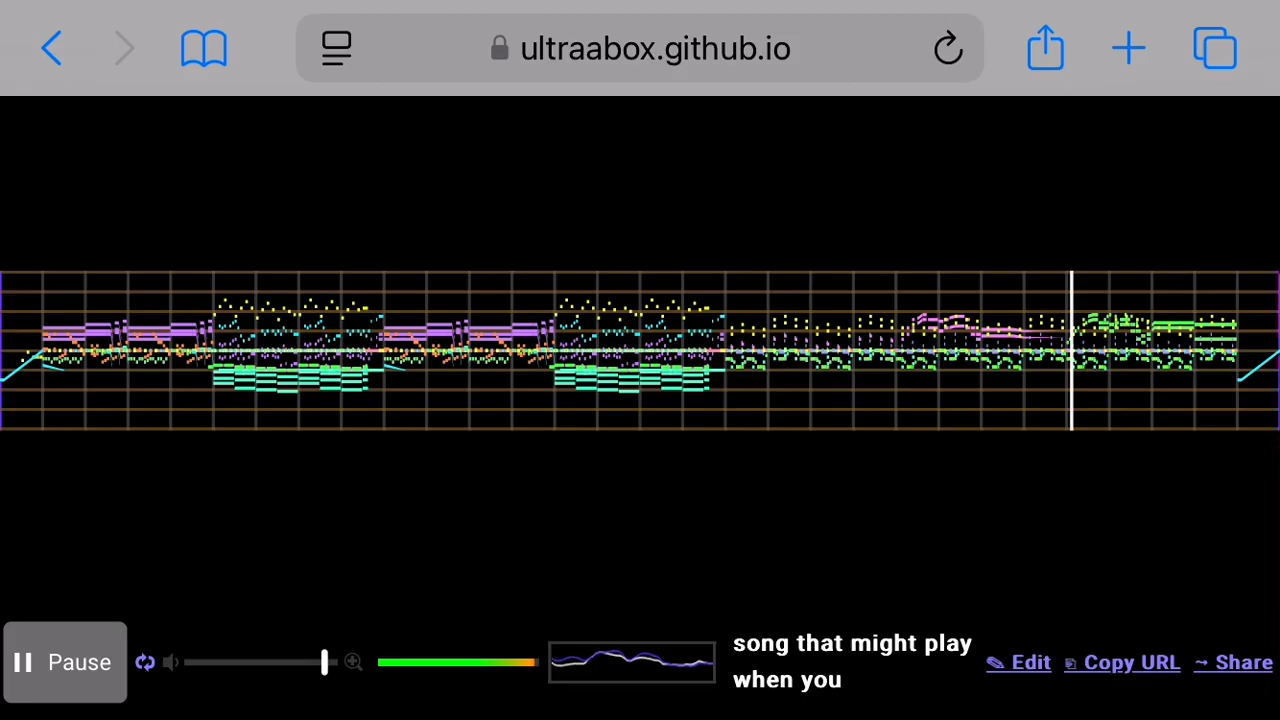 ultraabox.github.io
Pause
song that might play
when you
✎ Edit
Copy URL
→ Share